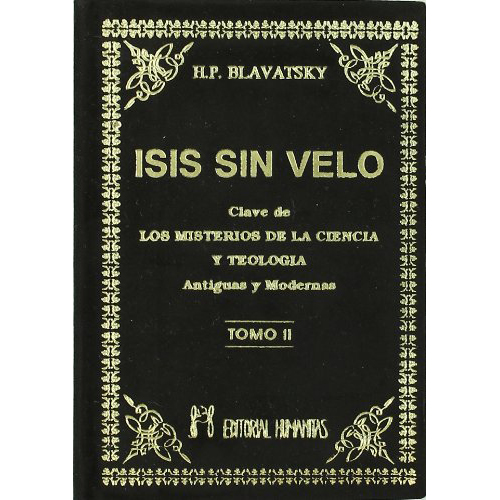 H.P. BLAVATSKY
ISIS SIN VELO
Clave de
LOS MISTERIOS DE LA CIENCIA
Y TEOLOGIA
Antiguas y Modernas
TOMO II
EDITORIAL HUMANITAS